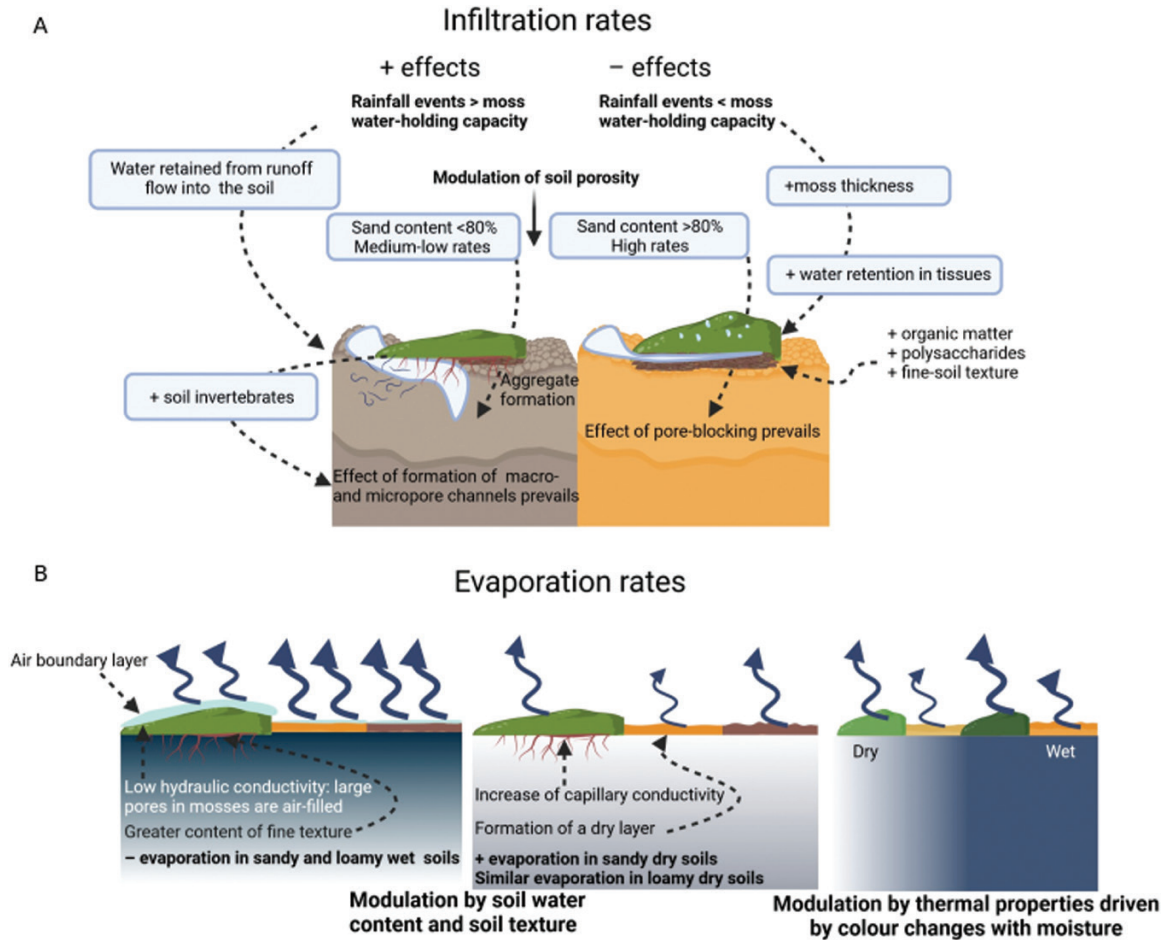 A
Infiltration rates
+ effects
− effects
Rainfall events > moss
water-holding capacity
Rainfall events < moss
water-holding capacity
Water retained from runoff
flow into the soil
Modulation of soil porosity
+moss thickness
Sand content <80%
Medium-low rates
Sand content >80%
High rates
+ water retention in tissues
+ organic matter
+ polysaccharides
+ fine-soil texture
+ soil invertebrates
Aggregate
formation
Effect of pore-blocking prevails
Effect of formation of macro-
and micropore channels prevails
B
Evaporation rates
Air boundary layer
Low hydraulic conductivity: large
pores in mosses are air-filled
Greater content of fine texture
− evaporation in sandy and loamy wet soils
Increase of capillary conductivity
Formation of a dry layer
+ evaporation in sandy dry soils
Similar evaporation in loamy dry soils
Dry
Wet
Modulation by soil water
content and soil texture
Modulation by thermal properties driven
by colour changes with moisture